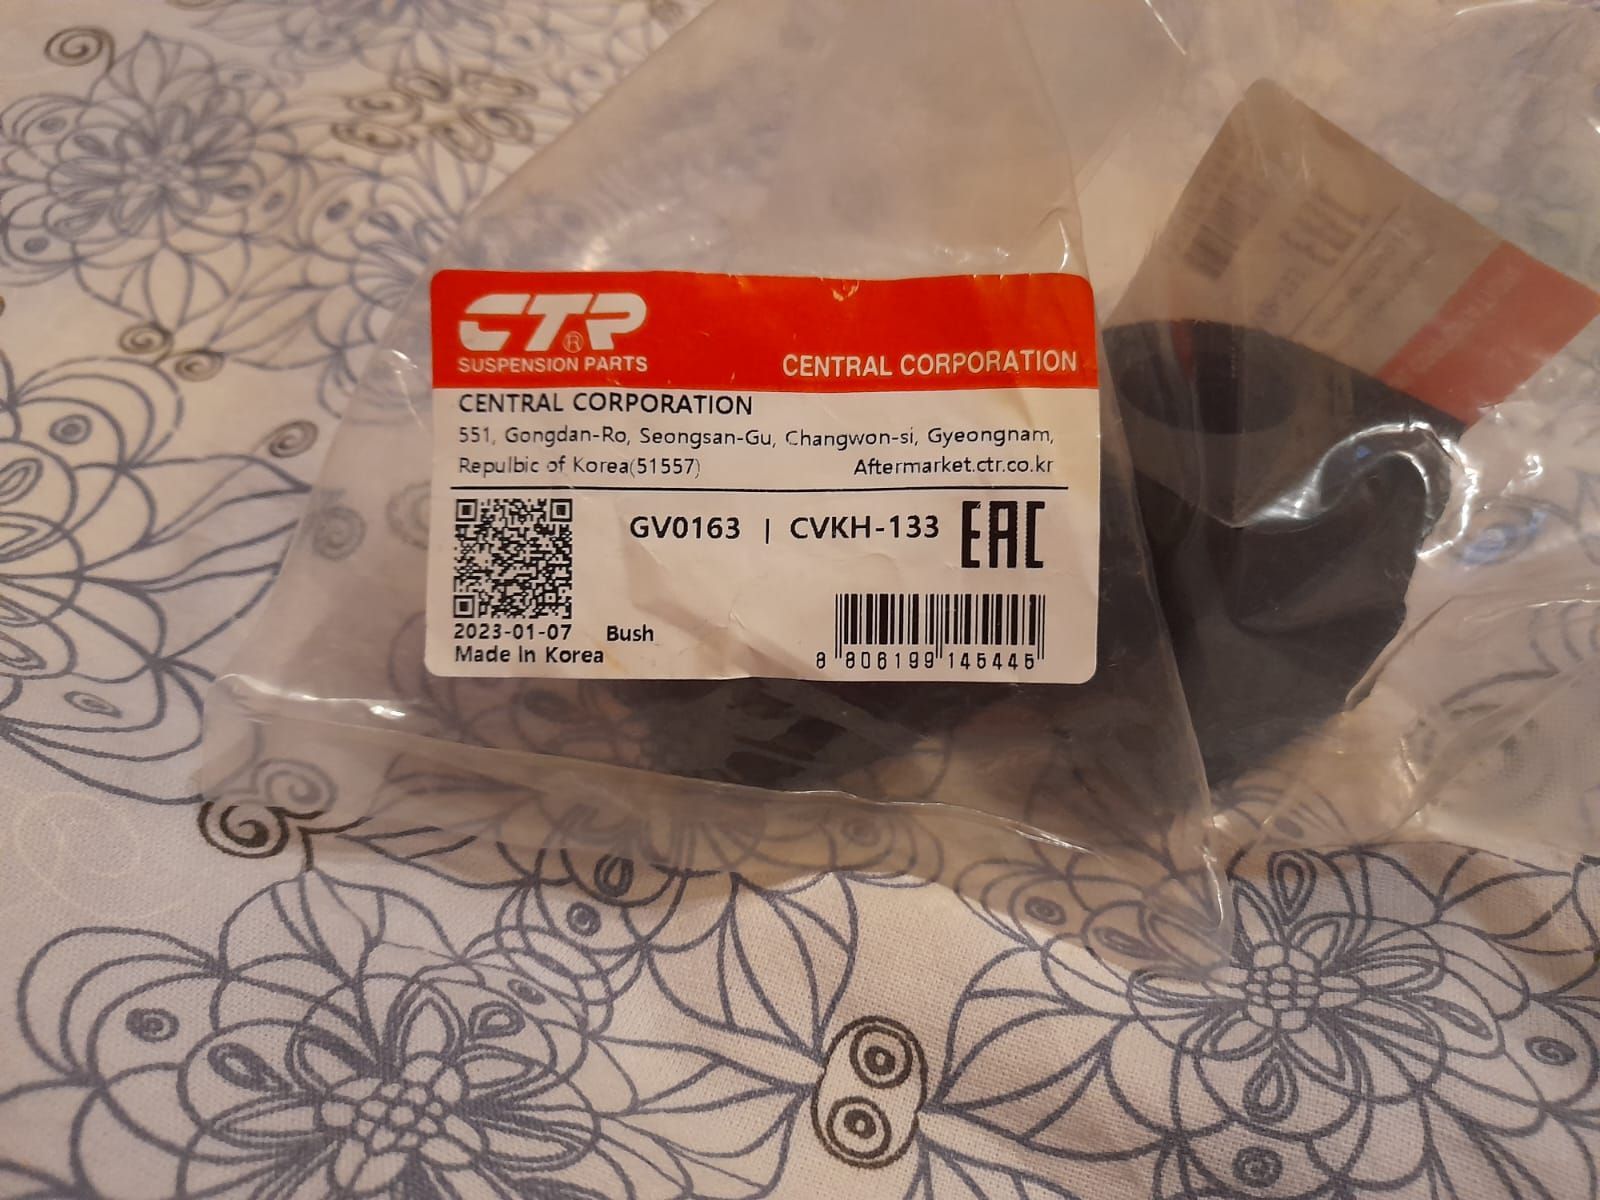 CTR®
SUSPENSION PARTS
CENTRAL CORPORATION
CENTRAL CORPORATION
551, Gongdan-Ro, Seongsan-Gu, Changwon-si, Gyeongnam,
Repulbic of Korea(51557) Aftermarket.ctr.co.kr
GV0163 | CVKH-133 EAC
2023-01-07 Bush
Made In Korea
8 806199 145445